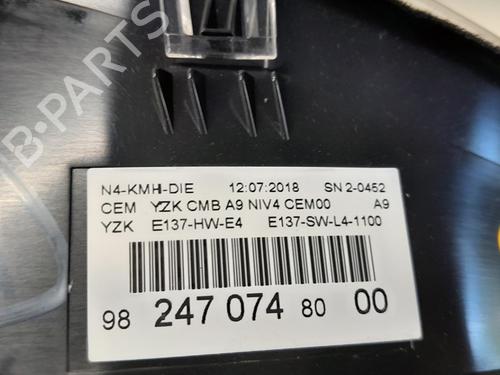 B-PARTS
N4-KMH-DIE 12:07:2018 SN 2-0452
CEM YZK CMB A9 NIV4 CEM00 A9
YZK E137-HW-E4 E137-SW-L4-1100
98 247 074 80 00